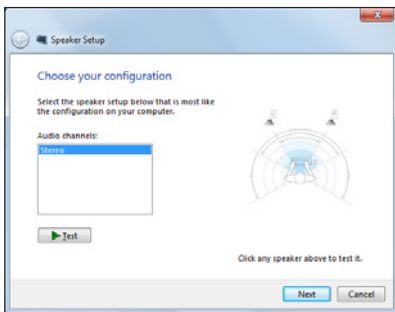 Speaker Setup
Choose your configuration
Select the speaker setup below that is most like
the configuration on your computer.
Audio channels:
Stereo
Test
Click any speaker above to test it.
Next
Cancel